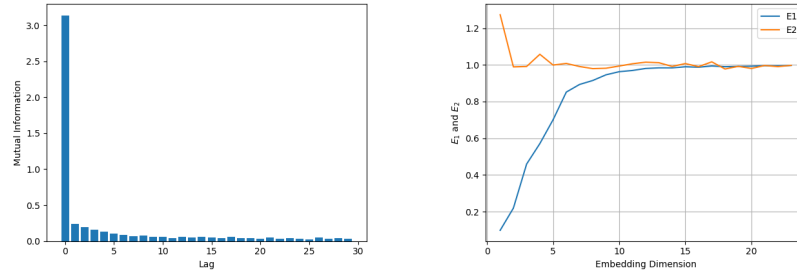 3.0
2.5
2.0
1.5
1.0
0.5
0.0
Mutual Information
0 5 10 15 20 25 30
Lag
1.2
1.0
0.8
0.6
0.4
0.2
E₁ and E₂
E1
E2
0 5 10 15 20
Embedding Dimension